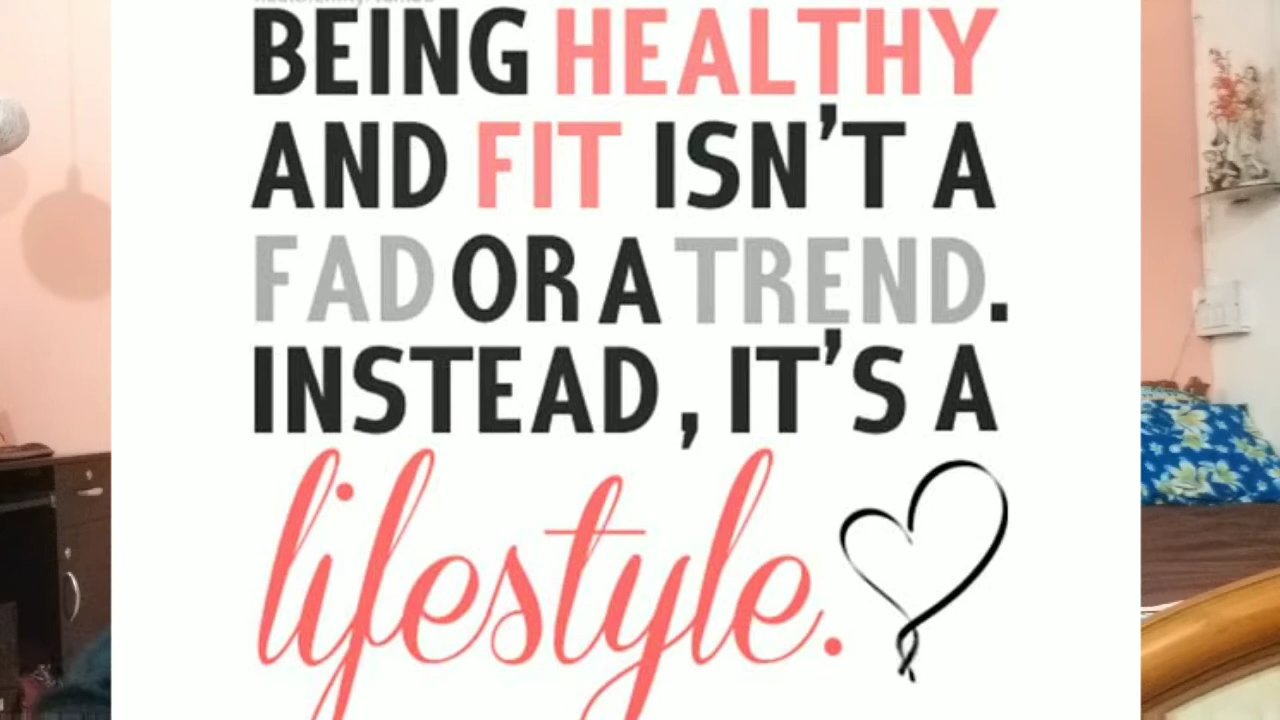 BEING HEALTHY
AND FIT ISN'T A
FAD OR A TREND.
INSTEAD, IT'S A
lifestyle.